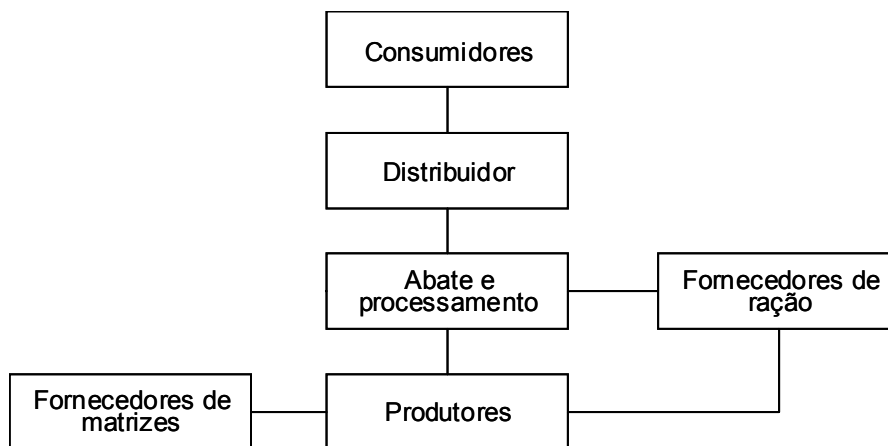 Consumidores
Distribuidor
Abate e
processamento
Fornecedores de
ração
Fornecedores de
matrizes
Produtores